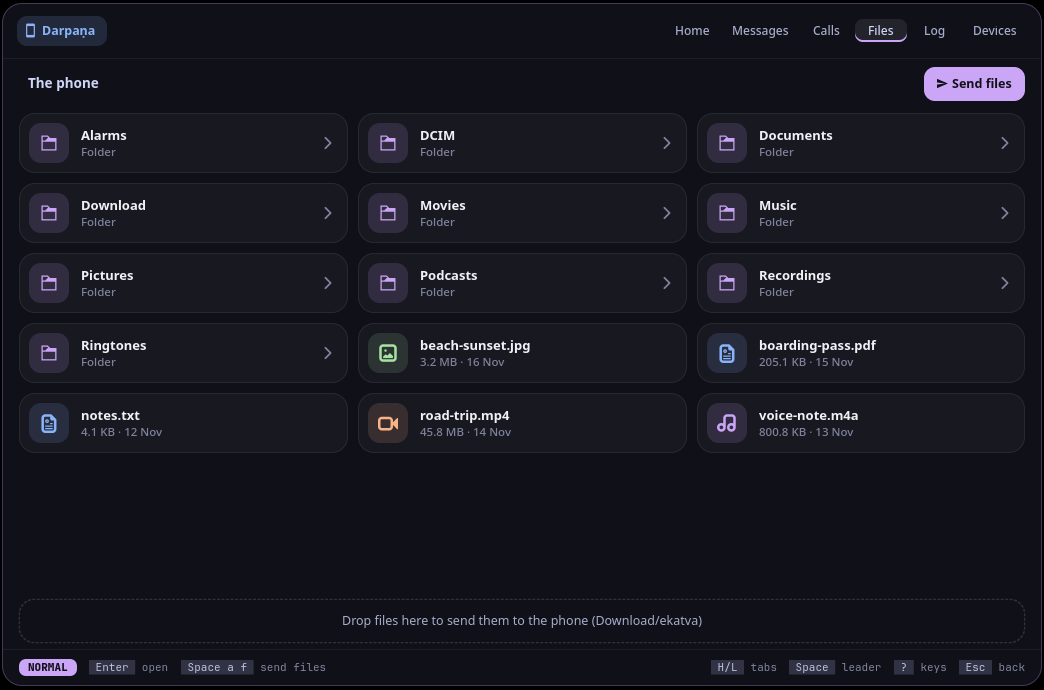 Darpaṇa
Home Messages Calls Files Log Devices
The phone
Send files
Alarms
Folder
DCIM
Folder
Documents
Folder
Download
Folder
Movies
Folder
Music
Folder
Pictures
Folder
Podcasts
Folder
Recordings
Folder
Ringtones
Folder
beach-sunset.jpg
3.2 MB · 16 Nov
boarding-pass.pdf
205.1 KB · 15 Nov
notes.txt
4.1 KB · 12 Nov
road-trip.mp4
45.8 MB · 14 Nov
voice-note.m4a
800.8 KB · 13 Nov
Drop files here to send them to the phone (Download/ekatva)
NORMAL Enter open Space a f send files H/L tabs Space leader ? keys Esc back